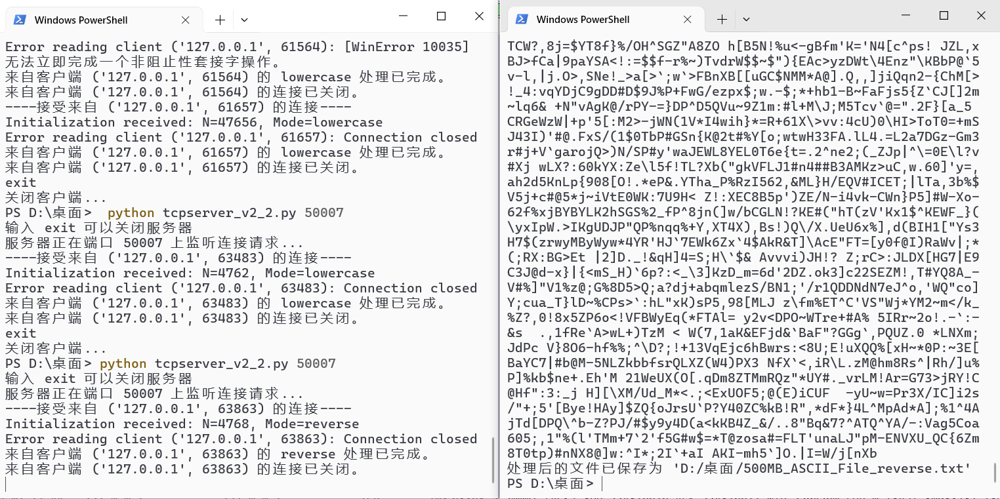 Windows PowerShell
Error reading client ('127.0.0.1', 61564): [WinError 10035]
无法立即完成一个非阻止性套接字操作。
来自客户端 ('127.0.0.1', 61564) 的 lowercase 处理已完成。
来自客户端 ('127.0.0.1', 61564) 的连接已关闭。
----接受来自 ('127.0.0.1', 61657) 的连接----
Initialization received: N=47656, Mode=lowercase
Error reading client ('127.0.0.1', 61657): Connection closed
来自客户端 ('127.0.0.1', 61657) 的 lowercase 处理已完成。
来自客户端 ('127.0.0.1', 61657) 的连接已关闭。
exit
关闭客户端...
PS D:\桌面>  python tcpserver_v2_2.py 50007
输入 exit 可以关闭服务器
服务器正在端口 50007 上监听连接请求...
----接受来自 ('127.0.0.1', 63483) 的连接----
Initialization received: N=4762, Mode=lowercase
Error reading client ('127.0.0.1', 63483): Connection closed
来自客户端 ('127.0.0.1', 63483) 的 lowercase 处理已完成。
来自客户端 ('127.0.0.1', 63483) 的连接已关闭。
exit
关闭客户端...
PS D:\桌面> python tcpserver_v2_2.py 50007
输入 exit 可以关闭服务器
服务器正在端口 50007 上监听连接请求...
----接受来自 ('127.0.0.1', 63863) 的连接----
Initialization received: N=4768, Mode=reverse
Error reading client ('127.0.0.1', 63863): Connection closed
来自客户端 ('127.0.0.1', 63863) 的 reverse 处理已完成。
来自客户端 ('127.0.0.1', 63863) 的连接已关闭。
Windows PowerShell
TCW?,8j=$YT8f}%/OH^SGZ"A8ZO h[B5N!%u<-gBfm'K='N4[c^ps! JZL,x
BJ>fCa|9paYSA<!:=$$f-r%~)TvdrW$$~$"){EAc>yzDWt\4Enz"\KBbP@`5
v-l,|j.O>,SNe!_>a[>`;w`>FBnXB[[uGC$NMM*A@].Q,,]jiQqn2-{ChM[>
!_4:vqYDjC9gDD#D$9J%P+FwG/ezpx$;w.-$;*+hb1-B~FaFjs5{Z`CJ[]2m
~lq6& +N"vAgK@/rPY-=}DP^D5QVu~9Z1m:#l+M\J;M5Tcv`@=".2F}[a_5
CRGeWzW|+p'5[:M2>-jWN(1V*I4wih}*=R+61X\>vv:4cU)0\HI>ToT0=+mS
J43I)'#@.FxS/(1$0TbP#GSn{K@2t#%Y[o;wtwH33FA.lL4.=L2a7DGz-Gm3
r#j+V`garojQ>)N/SP#y'waJEWL8YEL0T6e{t=.2^ne2;(_ZJp|^\=0E\l?v
#Xj wLX?:60kYX:Ze\l5f!TL?Xb("gkVFLJ1#n4##B3AMKz>uC,w.60]'y=,
ah2d5KnLp{908[O!.*eP&.YTha_P%RzI562,&ML}H/EQV#ICET;|lTa,3b%$
V5j+c#@5*j~iVtE0WK:7U9H< Z!:XEC8B5p')ZE/N-i4vk-CWn}P5]#W-Xo-
62f%xjBYBYLK2hSGS%2_fP^8jn(]w/bCGLN!?KE#("hT(zV'Kx1$^KEWF_}(
\yxIpW.>IKgUDJP"QP%nqq%+Y,XT4X),Bs!)Q\/X.UeU6x%],d(BIH1["Ys3
H7$(zrwyMByWyw*4YR'HJ`7EWk6Zx`4$AkR&T]\AcE"FT=[y0f@I)RaWv|;*
(;RX:BG>Et |2]D._!&qH]4=S;H\`$& Avvvi)JH!? Z;rC>:JLDX[HG7|E9
C3J@d-x}|{<mS_H)`6p?:<_\3]KzD_m=6d'2DZ.ok3]c22SEZM!,T#YQ8A_-
V#%]"V1%z@;G%8D5>Q;a?dj+abqmlezS/BN1;'/r1QDDNdN7eJ^o,'WQ"co]
Y;cua_T}lD~%CPs>`:hL"xK)sP5,98[MLJ z\fm%ET^C'VS"Wj*YM2~m</k_
%Z?,0!8x5ZP6o<!VFBWyEq(*FTAl= y2v<DPO~WTre+#A% 5IRr~2o!.-`:-
&s  .,1fRe`A>wL+)TzM < W(7,1aK&EFjd&`BaF"?GGg`,PQUZ.0 *LNXm;
JdPc V}8O6-hf%%;^\D?;!+13VqEjc6hBwrs:<8U;E!uXQQ%[xH~*0P:~3E[
BaYC7|#b@M-5NLZkbbfsrQLXZ(W4)PX3 NfX`<,iR\L.zM@hm8Rs^|Rh/]u%
P]%kb$ne+.Eh'M 21WeUX(O[.qDm8ZTMmRQz"*UY#._vrLM!Ar=G73>jRY!C
@Hf":3:_j H][\XM/Ud_M*<.;<ExUOF5;@(E)iCUF  -yU~w=Pr3X/IC]i2s
/"+;5'[Bye!HAy]$ZQ{oJrsU`P?Y40ZC%kB!R",*dF*}4L^MpAd*A];%1^4A
jTd[DPQ\^b-Z?PJ/#$y9y4D(a<kKB4Z_&/..8"Bq&7?^ATQ^YA/-:Vag5Coa
605;,1"%(l'TMm+7`2'f5G#w$=*T@zosa#=FLT'unaLJ"pM-ENVXU_QC{6Zm
8T0tp)#nNX8@]w:^I*;2I`+aI AKI-mh5`]O.|I=W/j[nXb
处理后的文件已保存为 'D:/桌面/500MB_ASCII_File_reverse.txt'
PS D:\桌面>